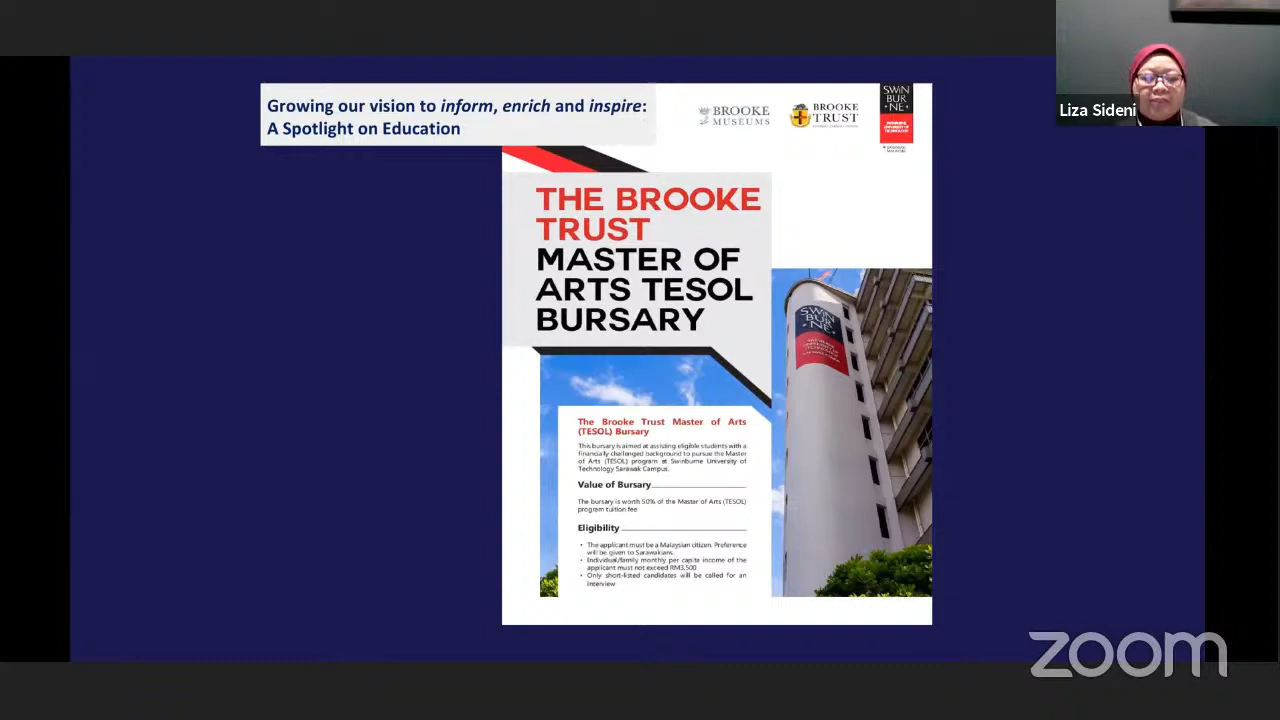 Growing our vision to inform, enrich and inspire:
A Spotlight on Education
BROOKE
MUSEUMS
BROOKE
TRUST
SWIN
BUR
NE
SWINBURNE
UNIVERSITY OF
TECHNOLOGY
SARAWAK
MALAYSIA
Liza Sideni
THE BROOKE
TRUST
MASTER OF
ARTS TESOL
BURSARY
SWIN
BUR
NE
The Brooke Trust Master of Arts
(TESOL) Bursary
This bursary is aimed at assisting eligible students with a
financially challenged background to pursue the Master
of Arts (TESOL) program at Swinburne University of
Technology Sarawak Campus.
Value of Bursary
The bursary is worth 50% of the Master of Arts (TESOL)
program tuition fee
Eligibility
• The applicant must be a Malaysian citizen. Preference
will be given to Sarawakians.
• Individual/family monthly per capita income of the
applicant must not exceed RM3,500
• Only short-listed candidates will be called for an
interview
zoom